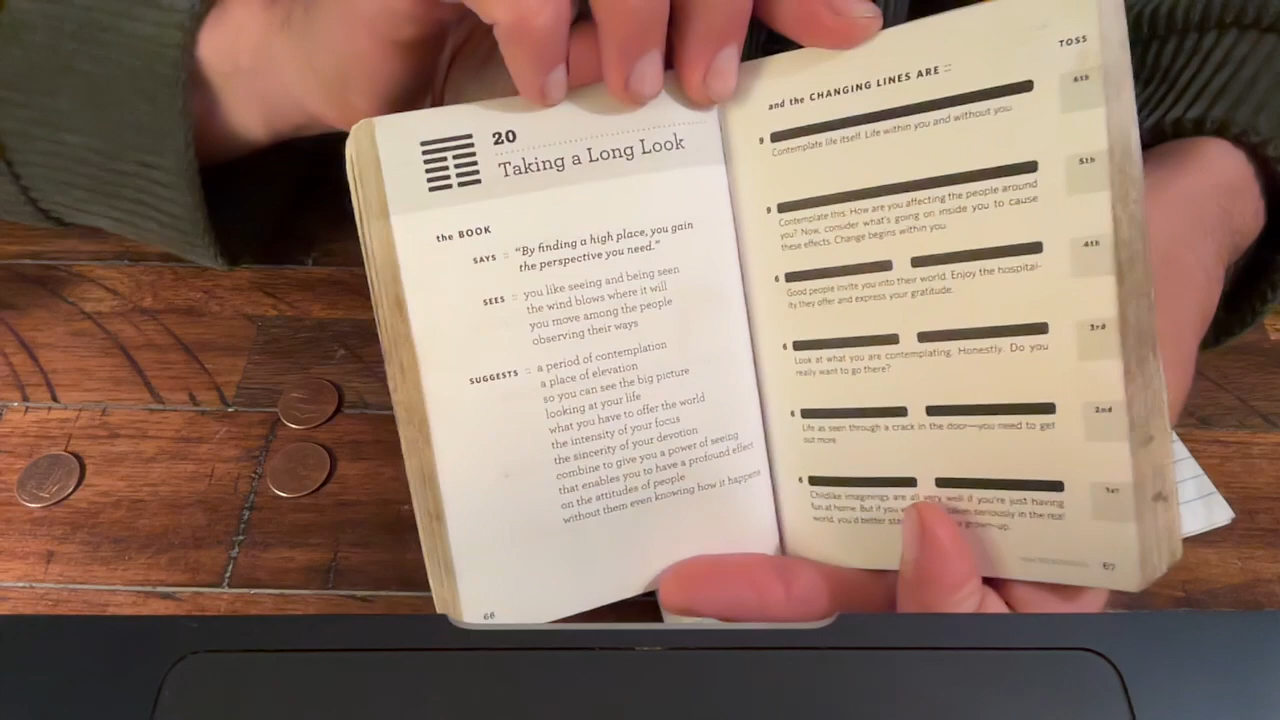 20
Taking a Long Look
the BOOK
SAYS :: "By finding a high place, you gain
the perspective you need."
SEES :: you like seeing and being seen
the wind blows where it will
you move among the people
observing their ways
SUGGESTS :: a period of contemplation
a place of elevation
so you can see the big picture
looking at your life
what you have to offer the world
the intensity of your focus
the sincerity of your devotion
combine to give you a power of seeing
that enables you to have a profound effect
on the attitudes of people
without them even knowing how it happens
66
TOSS
and the CHANGING LINES ARE ::
6th
9
Contemplate life itself. Life within you and without you.
5th
9
Contemplate this: How are you affecting the people around
you? Now, consider what's going on inside you to cause
these effects. Change begins within you.
4th
6
Good people invite you into their world. Enjoy the hospital-
ity they offer and express your gratitude.
3rd
6
Look at what you are contemplating. Honestly. Do you
really want to go there?
2nd
6
Life as seen through a crack in the door—you need to get
out more.
1st
6
Childlike imaginings are all very well if you're just having
fun at home. But if you taken seriously in the real
world, you'd better grown-up.
67